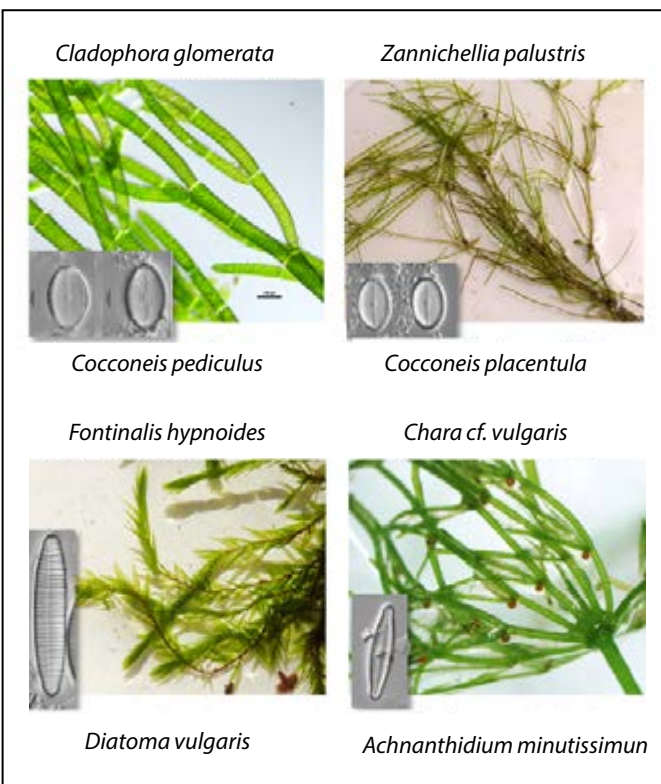 Cladophora glomerata
Zannichellia palustris
Cocconeis pediculus
Cocconeis placentula
Fontinalis hypnoides
Chara cf. vulgaris
Diatoma vulgaris
Achnanthidium minutissimun